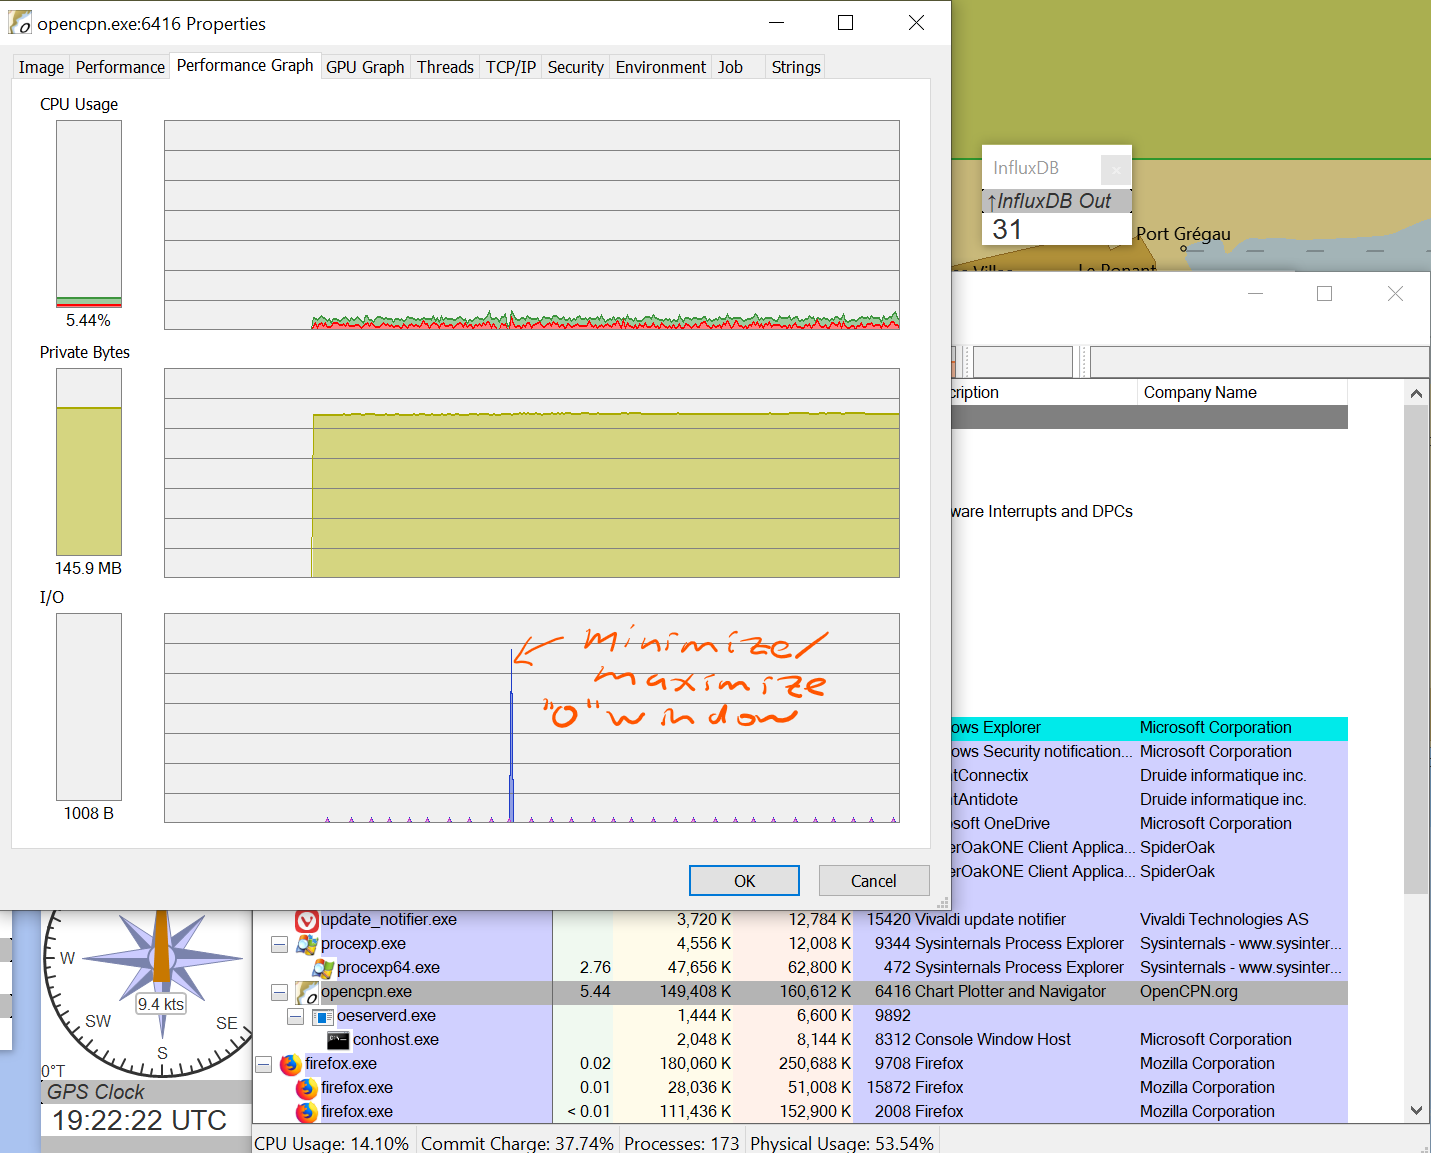 opencpn.exe:6416 Properties
Image Performance Performance Graph GPU Graph Threads TCP/IP Security Environment Job Strings
CPU Usage
5.44%
Private Bytes
145.9 MB
I/O
1008 B
Minimize/
maximize
"O" window
OK Cancel
InfluxDB
↑InfluxDB Out
31
Port Grégau
Le Ponant
cription Company Name
ware Interrupts and DPCs
ows Explorer Microsoft Corporation
ows Security notification... Microsoft Corporation
tConnectix Druide informatique inc.
tAntidote Druide informatique inc.
soft OneDrive Microsoft Corporation
erOakONE Client Applica... SpiderOak
erOakONE Client Applica... SpiderOak
update_notifier.exe 3,720 K 12,784 K 15420 Vivaldi update notifier Vivaldi Technologies AS
procexp.exe 4,556 K 12,008 K 9344 Sysinternals Process Explorer Sysinternals - www.sysinter...
procexp64.exe 2.76 47,656 K 62,800 K 472 Sysinternals Process Explorer Sysinternals - www.sysinter...
opencpn.exe 5.44 149,408 K 160,612 K 6416 Chart Plotter and Navigator OpenCPN.org
oeserverd.exe 1,444 K 6,600 K 9892
conhost.exe 2,048 K 8,144 K 8312 Console Window Host Microsoft Corporation
firefox.exe 0.02 180,060 K 250,688 K 9708 Firefox Mozilla Corporation
firefox.exe 0.01 28,036 K 51,008 K 15872 Firefox Mozilla Corporation
firefox.exe < 0.01 111,436 K 152,900 K 2008 Firefox Mozilla Corporation
CPU Usage: 14.10% Commit Charge: 37.74% Processes: 173 Physical Usage: 53.54%
W
9.4 kts
SW SE
S
0°T
GPS Clock
19:22:22 UTC